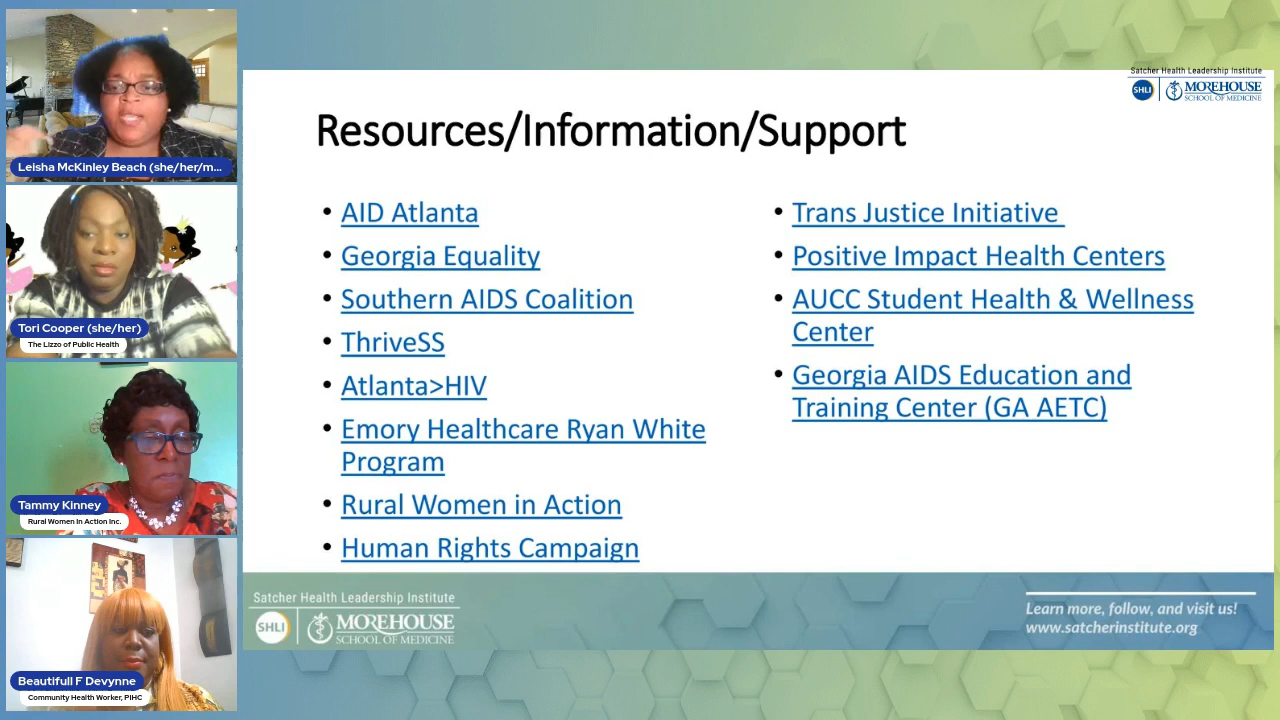 Leisha McKinley Beach (she/her/m...
Tori Cooper (she/her)
The Lizzo of Public Health
Tammy Kinney
Rural Women In Action Inc.
Beautifull F Devynne
Community Health Worker, PIHC
Satcher Health Leadership Institute
SHLI
MOREHOUSE
SCHOOL OF MEDICINE
Resources/Information/Support
• AID Atlanta
• Georgia Equality
• Southern AIDS Coalition
• ThriveSS
• Atlanta>HIV
• Emory Healthcare Ryan White
Program
• Rural Women in Action
• Human Rights Campaign
• Trans Justice Initiative
• Positive Impact Health Centers
• AUCC Student Health & Wellness
Center
• Georgia AIDS Education and
Training Center (GA AETC)
Satcher Health Leadership Institute
SHLI
MOREHOUSE
SCHOOL OF MEDICINE
Learn more, follow, and visit us!
www.satcherinstitute.org